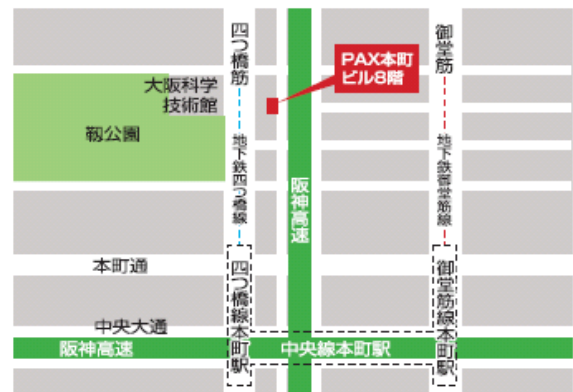 四つ橋筋
御堂筋
PAX本町
ビル8階
大阪科学
技術館
靱公園
地下鉄四つ橋線
地下鉄御堂筋線
阪神高速
本町通
四つ橋線本町駅
御堂筋線本町駅
中央大通
阪神高速
中央線本町駅